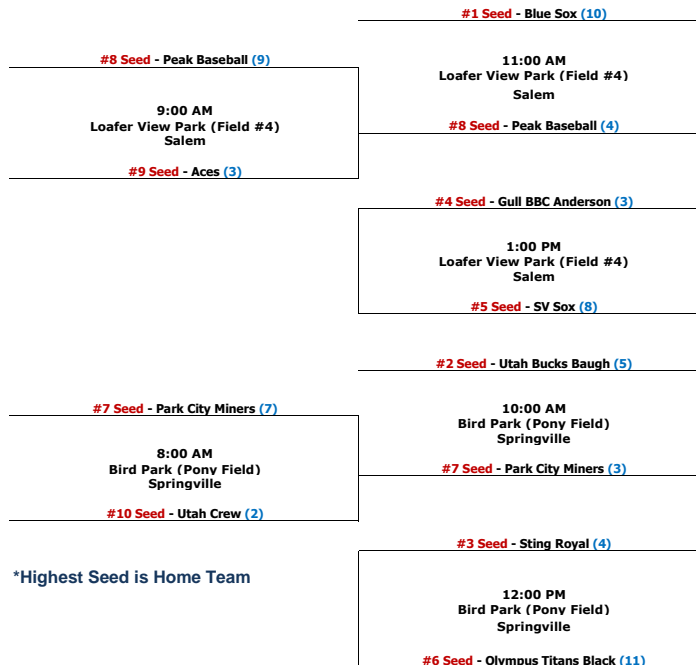 #1 Seed - Blue Sox (10)
#8 Seed - Peak Baseball (9)
11:00 AM
Loafer View Park (Field #4)
Salem
9:00 AM
Loafer View Park (Field #4)
Salem
#8 Seed - Peak Baseball (4)
#9 Seed - Aces (3)
#4 Seed - Gull BBC Anderson (3)
1:00 PM
Loafer View Park (Field #4)
Salem
#5 Seed - SV Sox (8)
#2 Seed - Utah Bucks Baugh (5)
#7 Seed - Park City Miners (7)
10:00 AM
Bird Park (Pony Field)
Springville
8:00 AM
Bird Park (Pony Field)
Springville
#7 Seed - Park City Miners (3)
#10 Seed - Utah Crew (2)
#3 Seed - Sting Royal (4)
*Highest Seed is Home Team
12:00 PM
Bird Park (Pony Field)
Springville
#6 Seed - Olympus Titans Black (11)